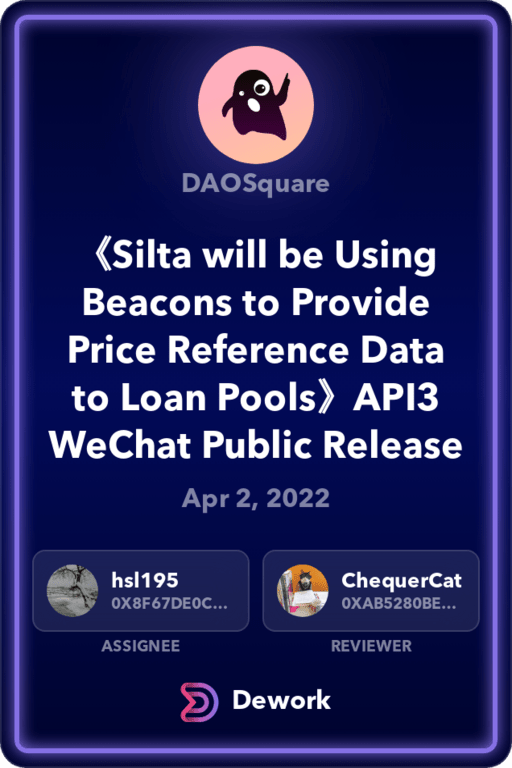 DAOSquare
《Silta will be Using
Beacons to Provide
Price Reference Data
to Loan Pools》API3
WeChat Public Release
Apr 2, 2022
hsl195
0X8F67DE0C...
ASSIGNEE
ChequerCat
0XAB5280BE...
REVIEWER
Dework